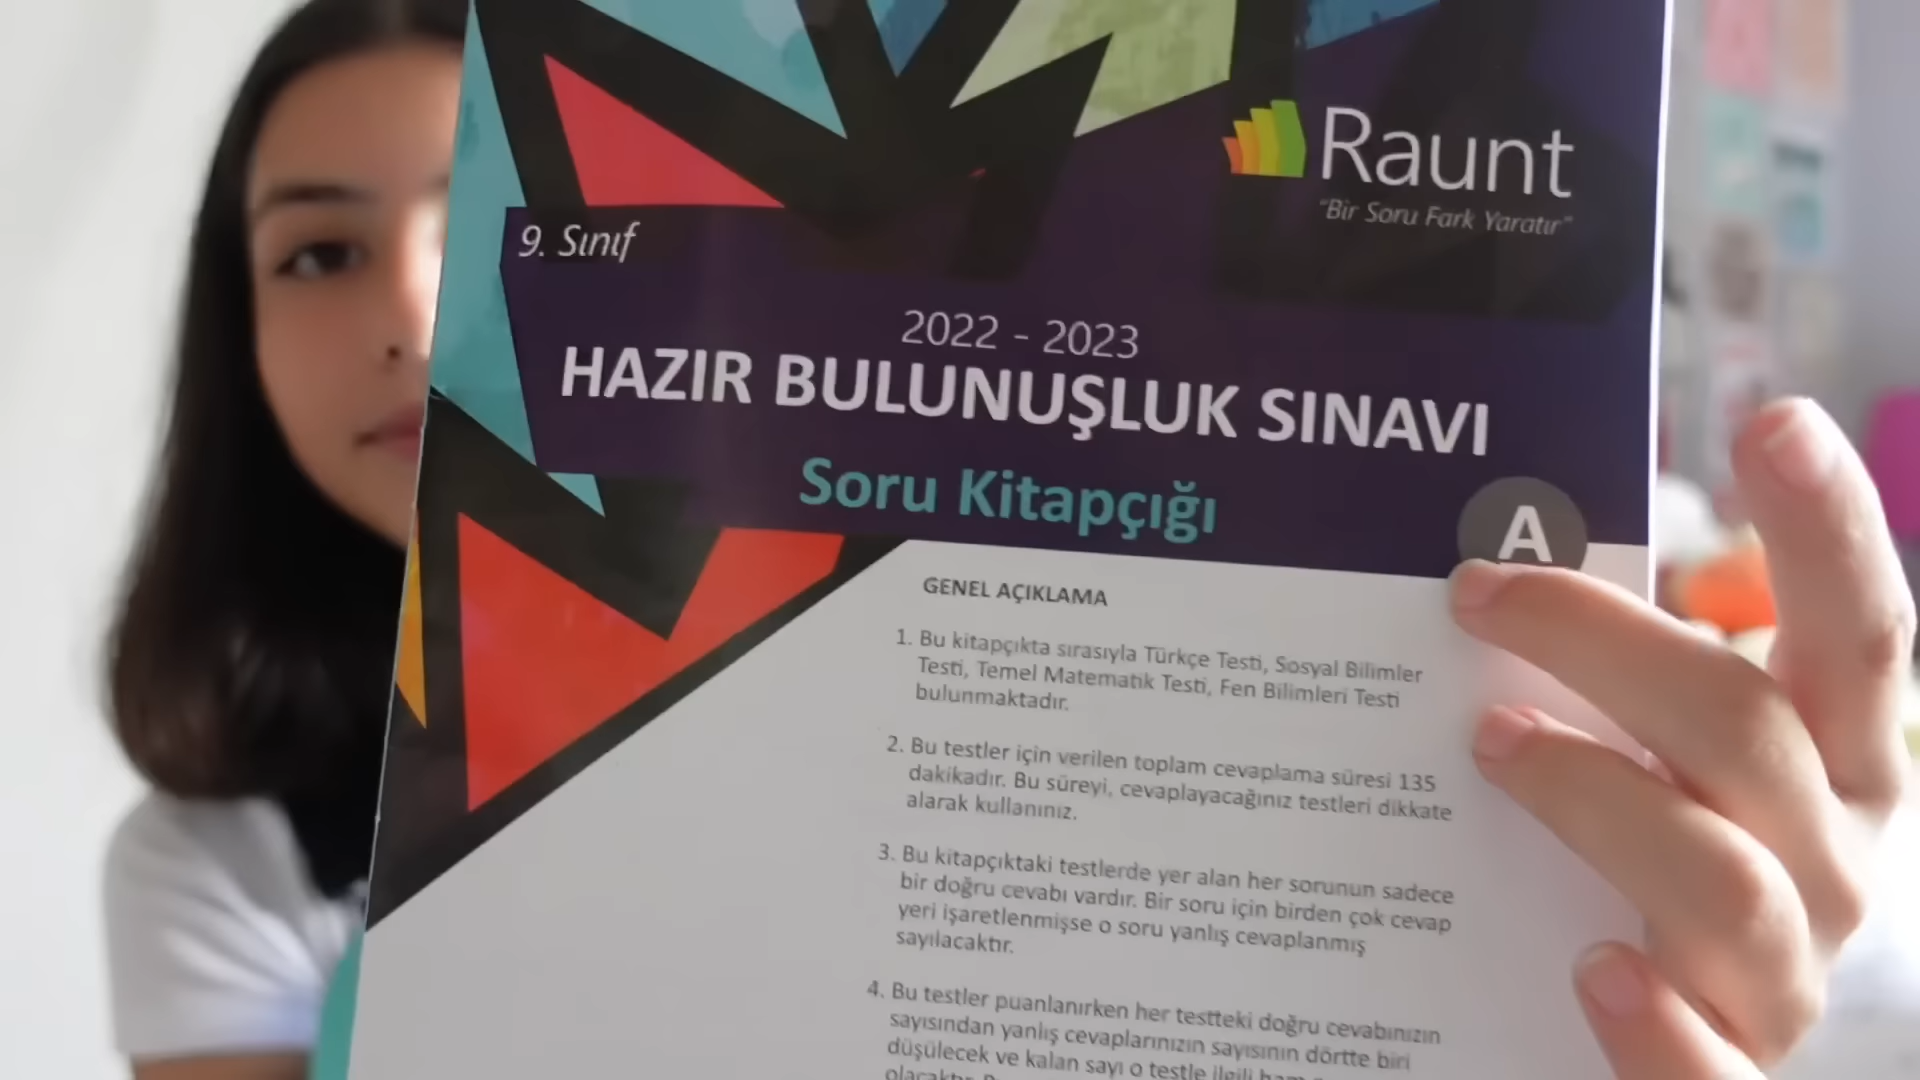 Raunt
"Bir Soru Fark Yaratır"
9. Sınıf
2022 - 2023
HAZIR BULUNUŞLUK SINAVI
Soru Kitapçığı
A
GENEL AÇIKLAMA
1. Bu kitapçıkta sırasıyla Türkçe Testi, Sosyal Bilimler
Testi, Temel Matematik Testi, Fen Bilimleri Testi
bulunmaktadır.
2. Bu testler için verilen toplam cevaplama süresi 135
dakikadır. Bu süreyi, cevaplayacağınız testleri dikkate
alarak kullanınız.
3. Bu kitapçıktaki testlerde yer alan her sorunun sadece
bir doğru cevabı vardır. Bir soru için birden çok cevap
yeri işaretlenmişse o soru yanlış cevaplanmış
sayılacaktır.
4. Bu testler puanlanırken her testteki doğru cevabınızın
sayısından yanlış cevaplarınızın sayısının dörtte biri
düşülecek ve kalan sayı o testle ilgili